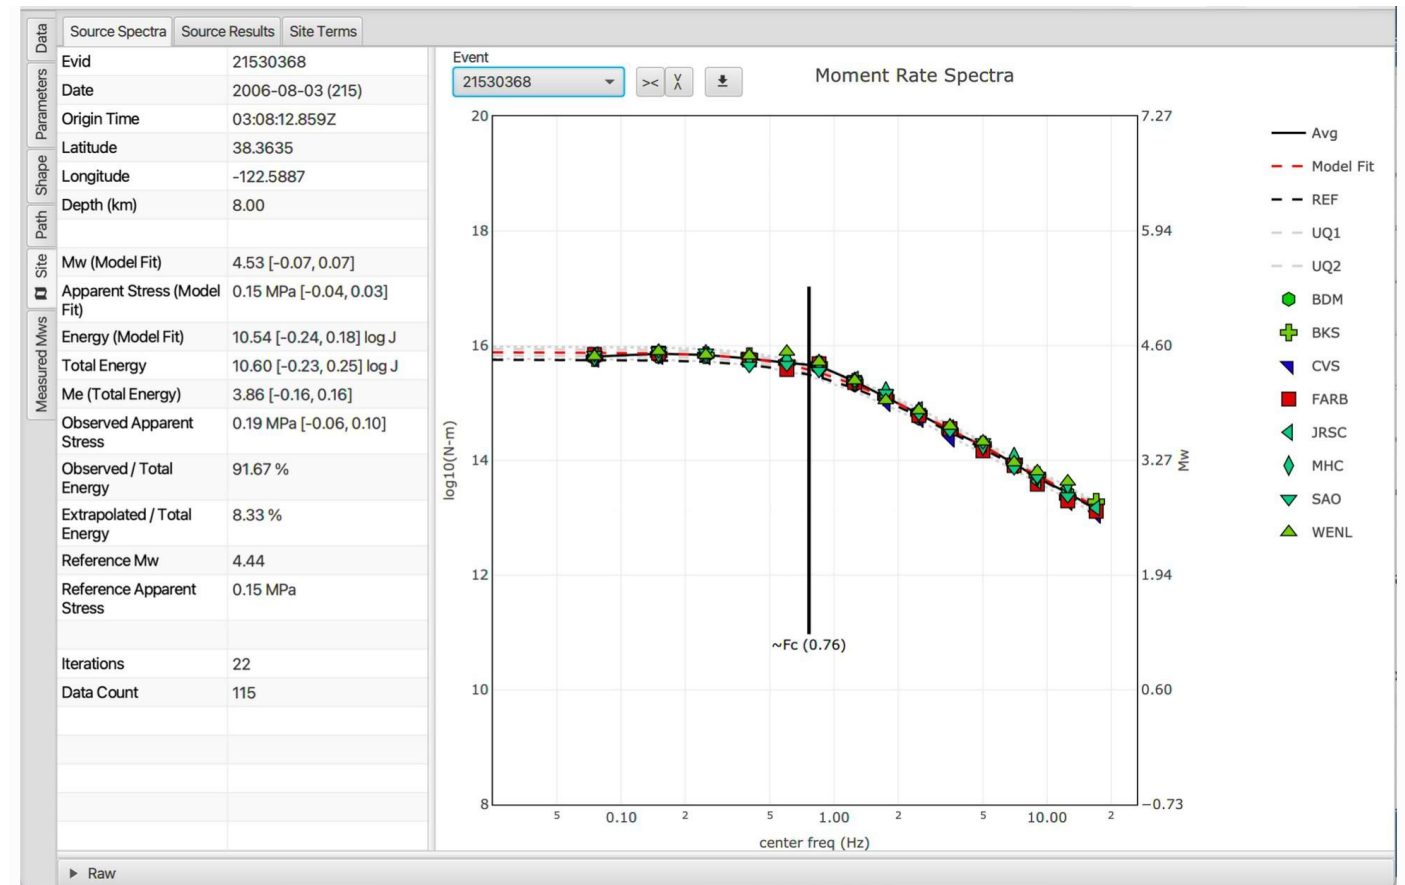 Data
Parameters
Shape
Path
Site
Measured Mws
Source Spectra
Source Results
Site Terms
Evid 21530368
Date 2006-08-03 (215)
Origin Time 03:08:12.859Z
Latitude 38.3635
Longitude -122.5887
Depth (km) 8.00
Mw (Model Fit) 4.53 [-0.07, 0.07]
Apparent Stress (Model 0.15 MPa [-0.04, 0.03]
Fit)
Energy (Model Fit) 10.54 [-0.24, 0.18] log J
Total Energy 10.60 [-0.23, 0.25] log J
Me (Total Energy) 3.86 [-0.16, 0.16]
Observed Apparent 0.19 MPa [-0.06, 0.10]
Stress
Observed / Total 91.67 %
Energy
Extrapolated / Total 8.33 %
Energy
Reference Mw 4.44
Reference Apparent 0.15 MPa
Stress
Iterations 22
Data Count 115
Raw
Event
21530368
><
Moment Rate Spectra
20
18
16
14
12
10
8
log10(N-m)
7.27
5.94
4.60
3.27
1.94
0.60
−0.73
Mw
~Fc (0.76)
5 0.10 2 5 1.00 2 5 10.00 2
center freq (Hz)
Avg
Model Fit
REF
UQ1
UQ2
BDM
BKS
CVS
FARB
JRSC
MHC
SAO
WENL